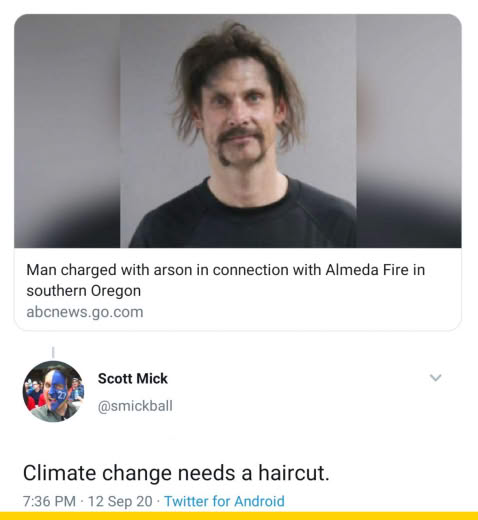 Man charged with arson in connection with Almeda Fire in
southern Oregon
abcnews.go.com
Scott Mick
@smickball
Climate change needs a haircut.
7:36 PM · 12 Sep 20 · Twitter for Android